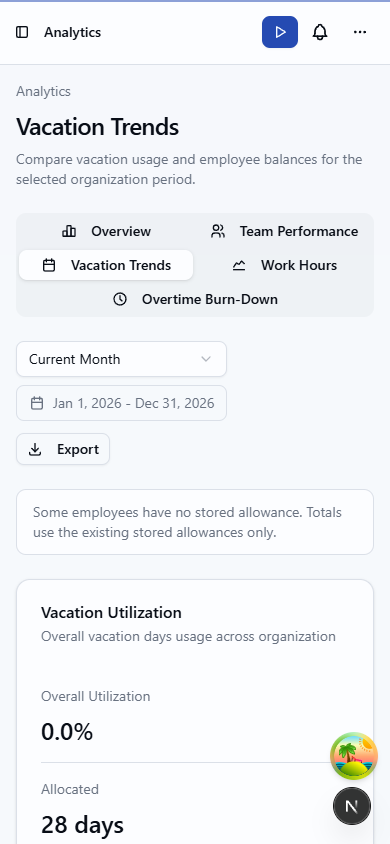 Analytics
Analytics
Vacation Trends
Compare vacation usage and employee balances for the
selected organization period.
Overview
Team Performance
Vacation Trends
Work Hours
Overtime Burn-Down
Current Month
Jan 1, 2026 - Dec 31, 2026
Export
Some employees have no stored allowance. Totals
use the existing stored allowances only.
Vacation Utilization
Overall vacation days usage across organization
Overall Utilization
0.0%
Allocated
28 days
N